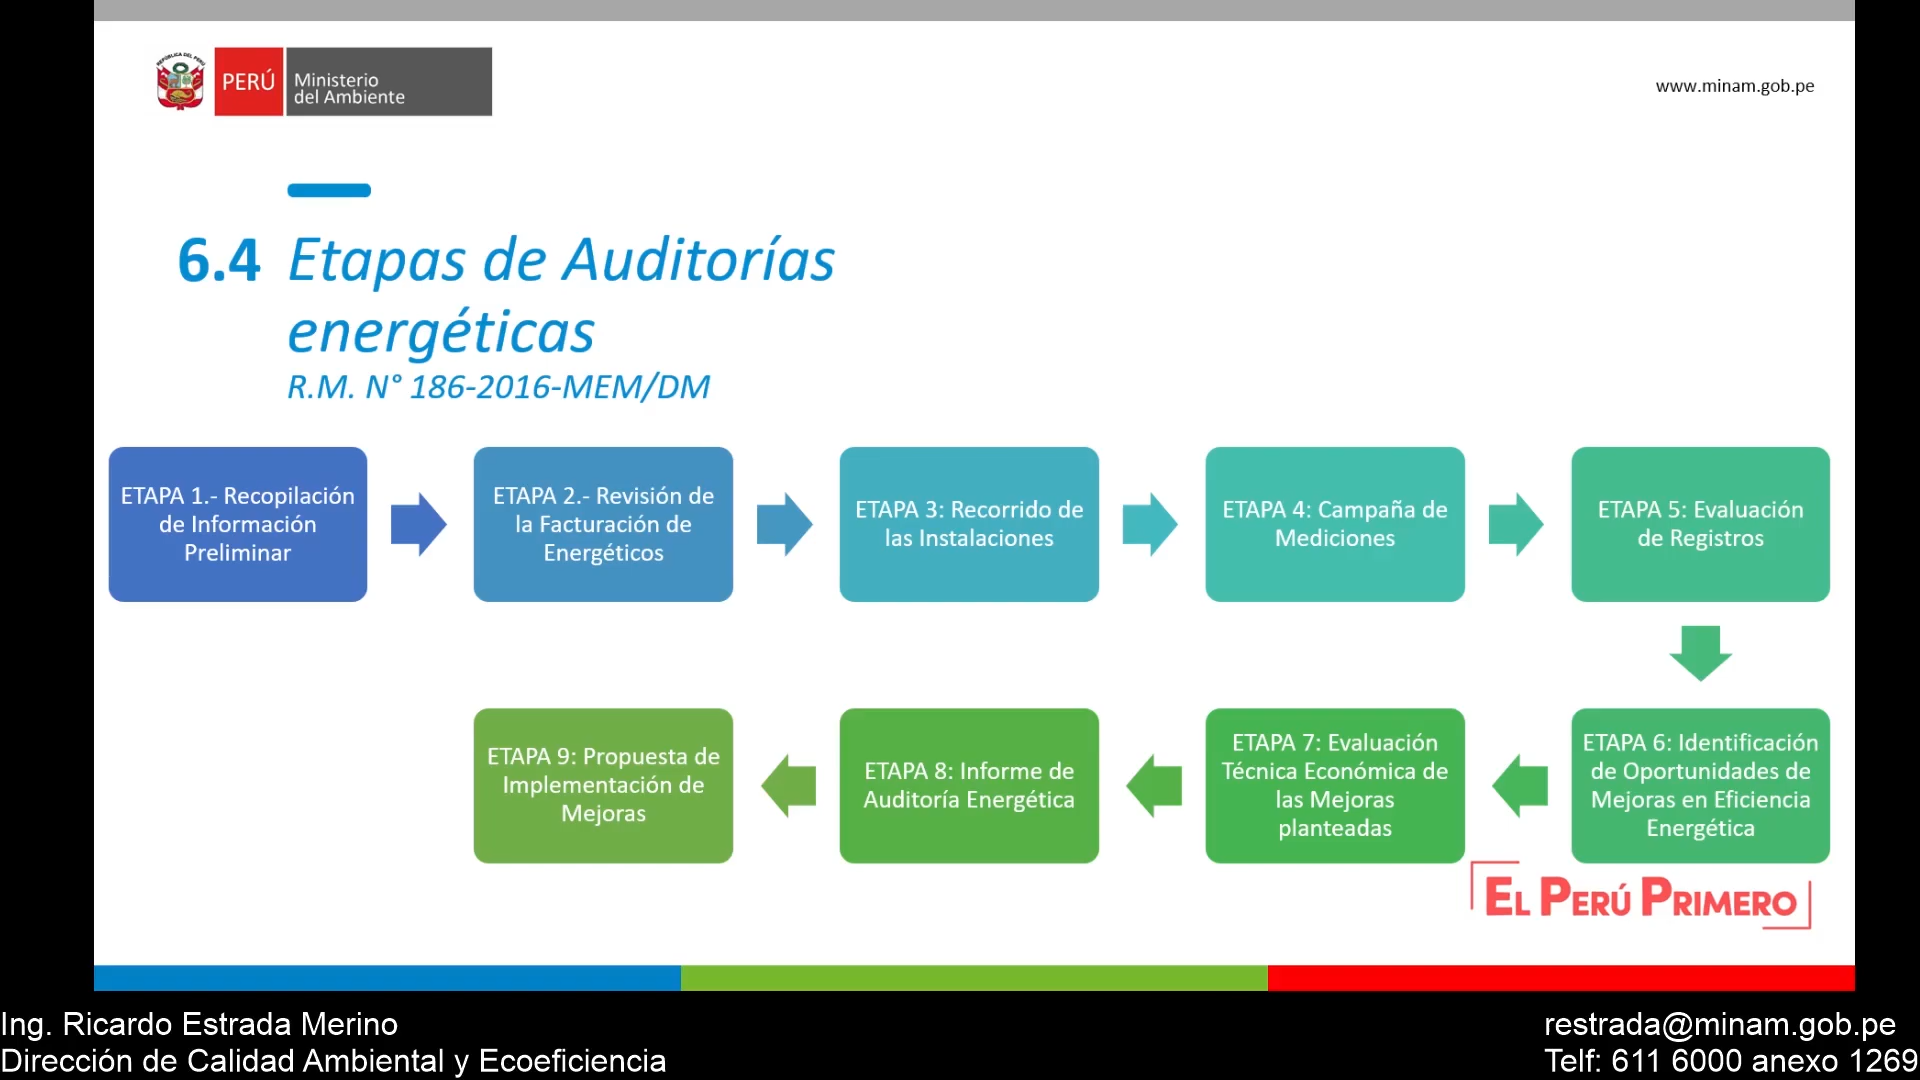 REPÚBLICA DEL PERÚ
PERÚ
Ministerio
del Ambiente
www.minam.gob.pe
6.4 Etapas de Auditorías
energéticas
R.M. N° 186-2016-MEM/DM
ETAPA 1.- Recopilación
de Información
Preliminar
ETAPA 2.- Revisión de
la Facturación de
Energéticos
ETAPA 3: Recorrido de
las Instalaciones
ETAPA 4: Campaña de
Mediciones
ETAPA 5: Evaluación
de Registros
ETAPA 6: Identificación
de Oportunidades de
Mejoras en Eficiencia
Energética
ETAPA 7: Evaluación
Técnica Económica de
las Mejoras
planteadas
ETAPA 8: Informe de
Auditoría Energética
ETAPA 9: Propuesta de
Implementación de
Mejoras
EL PERÚ PRIMERO
Ing. Ricardo Estrada Merino
Dirección de Calidad Ambiental y Ecoeficiencia
restrada@minam.gob.pe
Telf: 611 6000 anexo 1269